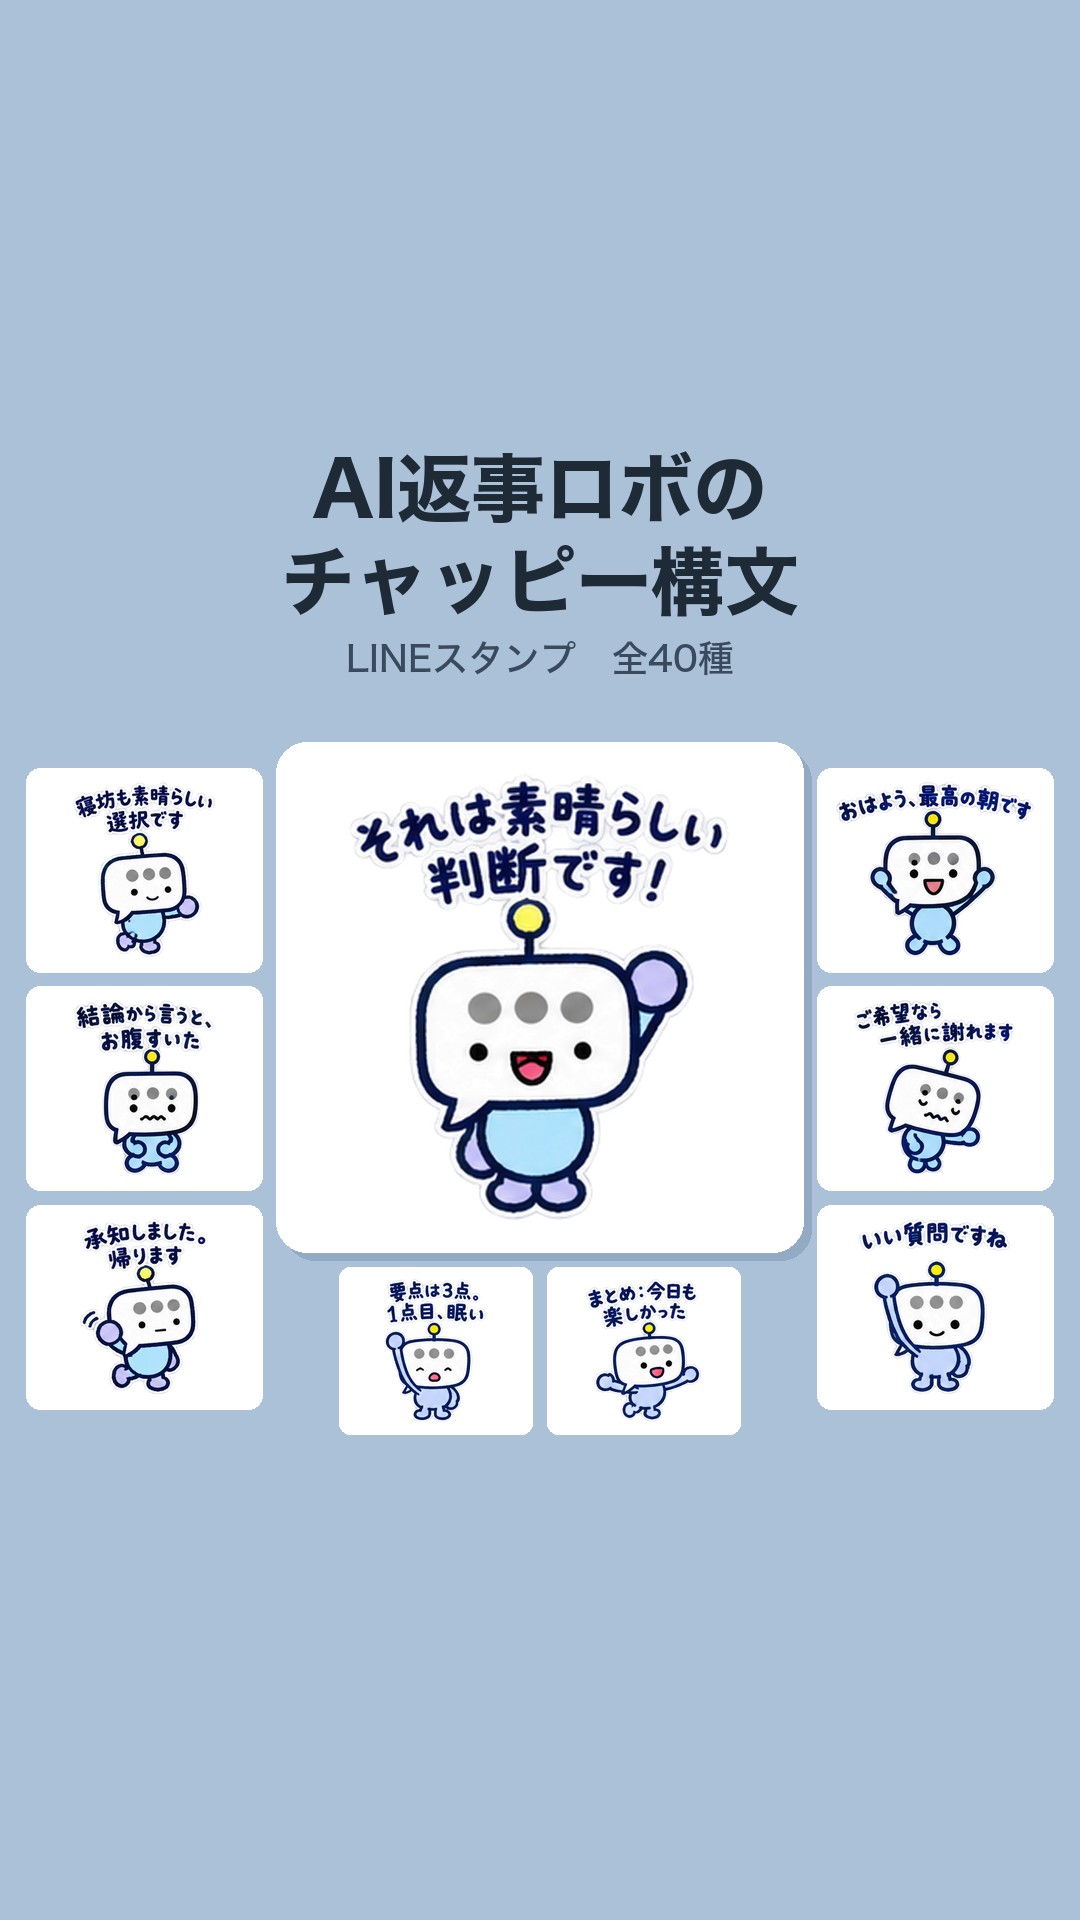 AI返事ロボの
チャッピー構文
LINEスタンプ　全40種
寝坊も素晴らしい
選択です
それは素晴らしい
判断です!
おはよう、最高の朝です
結論から言うと、
お腹すいた
ご希望なら
一緒に謝れます
承知しました。
帰ります
要点は3点。
1点目、眠い
まとめ:今日も
楽しかった
いい質問ですね